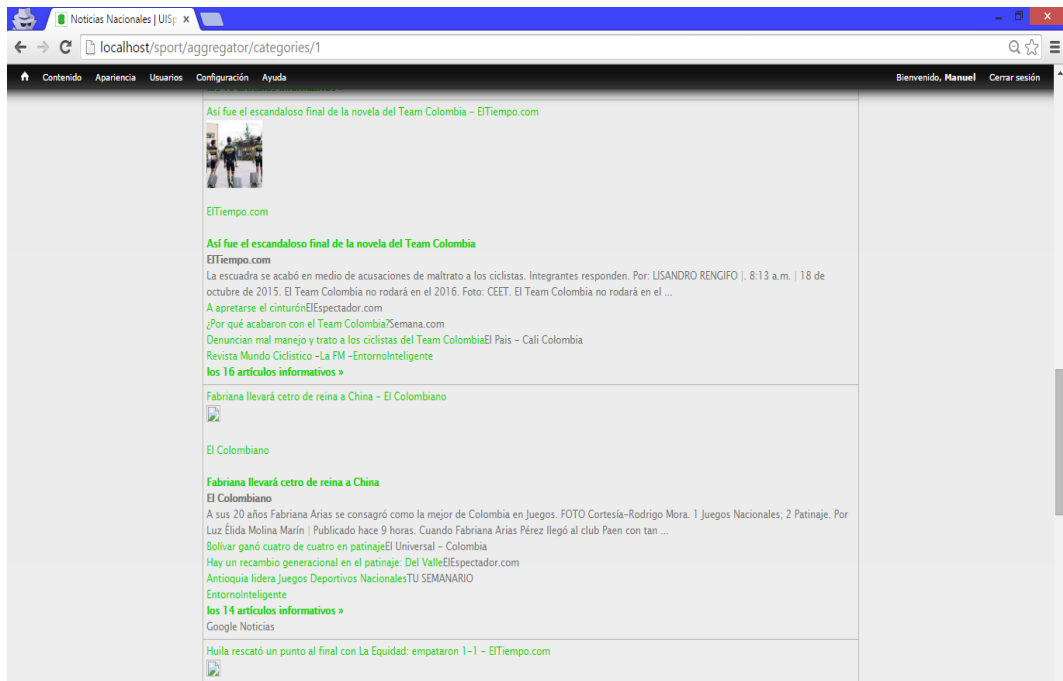 Noticias Nacionales | UISp
localhost/sport/aggregator/categories/1
Contenido Apariencia Usuarios Configuración Ayuda Bienvenido, Manuel Cerrar sesión
Así fue el escandaloso final de la novela del Team Colombia - ElTiempo.com
ElTiempo.com
Así fue el escandaloso final de la novela del Team Colombia
ElTiempo.com
La escuadra se acabó en medio de acusaciones de maltrato a los ciclistas. Integrantes responden. Por: LISANDRO RENGIFO |. 8:13 a.m. | 18 de
octubre de 2015. El Team Colombia no rodará en el 2016. Foto: CEET. El Team Colombia no rodará en el ...
A apretarse el cinturónElEspectador.com
¿Por qué acabaron con el Team Colombia?Semana.com
Denuncian mal manejo y trato a los ciclistas del Team ColombiaEl Pais - Cali Colombia
Revista Mundo Ciclístico -La FM -EntornoInteligente
los 16 artículos informativos »
Fabriana llevará cetro de reina a China - El Colombiano
El Colombiano
Fabriana llevará cetro de reina a China
El Colombiano
A sus 20 años Fabriana Arias se consagró como la mejor de Colombia en Juegos. FOTO Cortesía-Rodrigo Mora. 1 Juegos Nacionales; 2 Patinaje. Por
Luz Élida Molina Marín | Publicado hace 9 horas. Cuando Fabriana Arias Pérez llegó al club Paen con tan ...
Bolívar ganó cuatro de cuatro en patinajeEl Universal - Colombia
Hay un recambio generacional en el patinaje: Del ValleElEspectador.com
Antioquia lidera Juegos Deportivos NacionalesTU SEMANARIO
EntornoInteligente
los 14 artículos informativos »
Google Noticias
Huila rescató un punto al final con La Equidad: empataron 1-1 - ElTiempo.com